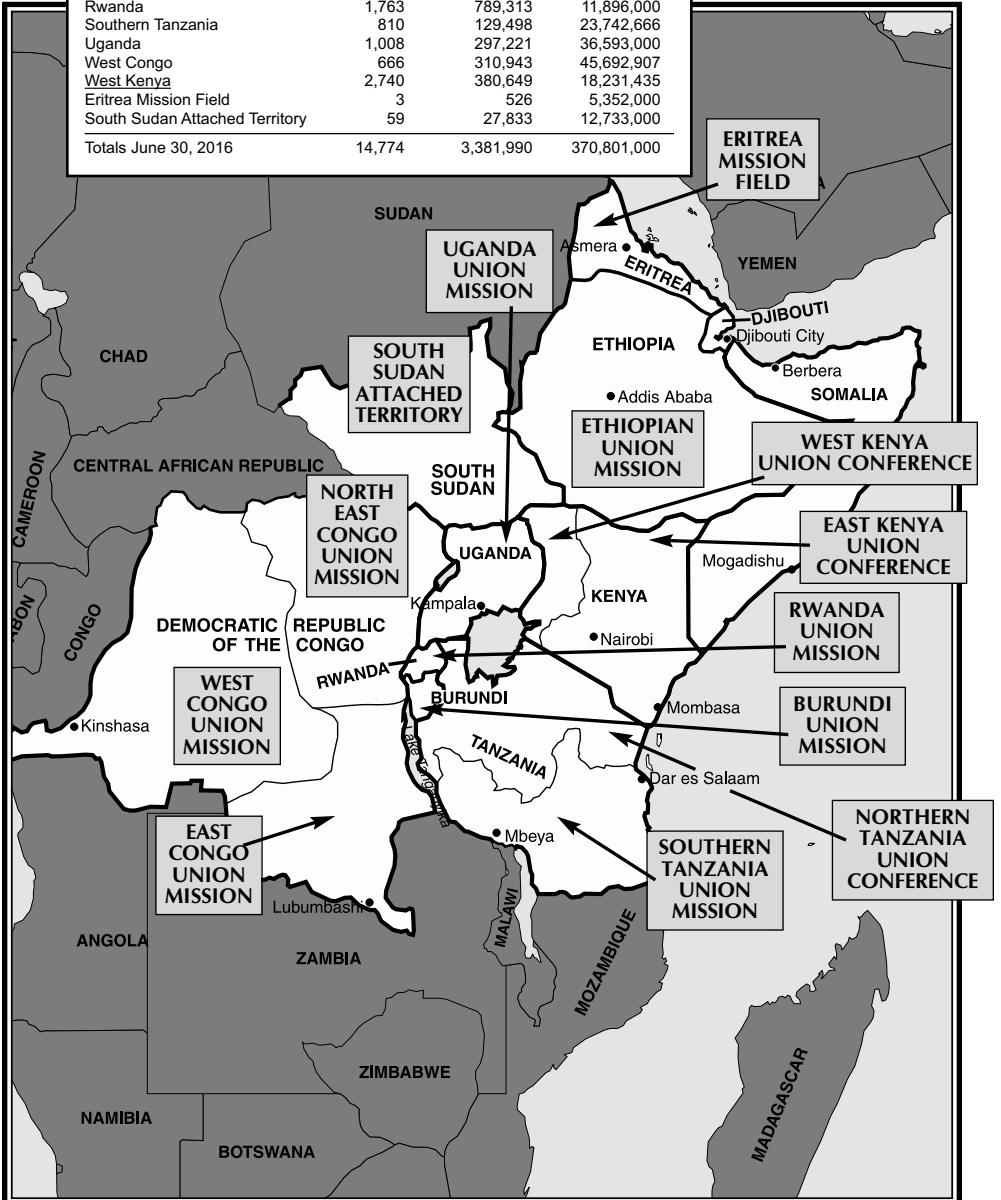 Rwanda 1,763 789,313 11,896,000
Southern Tanzania 810 129,498 23,742,666
Uganda 1,008 297,221 36,593,000
West Congo 666 310,943 45,692,907
West Kenya 2,740 380,649 18,231,435
Eritrea Mission Field 3 526 5,352,000
South Sudan Attached Territory 59 27,833 12,733,000
Totals June 30, 2016 14,774 3,381,990 370,801,000
ERITREA
MISSION
FIELD
A
SUDAN
UGANDA
UNION
MISSION
Asmera
ERITREA
YEMEN
DJIBOUTI
Djibouti City
CHAD
SOUTH
SUDAN
ATTACHED
TERRITORY
ETHIOPIA
Berbera
SOMALIA
Addis Ababa
ETHIOPIAN
UNION
MISSION
WEST KENYA
UNION CONFERENCE
CENTRAL AFRICAN REPUBLIC
SOUTH
SUDAN
CAMEROON
NORTH
EAST
CONGO
UNION
MISSION
EAST KENYA
UNION
CONFERENCE
UGANDA
Mogadishu
BON
CONGO
Kampala
KENYA
RWANDA
UNION
MISSION
DEMOCRATIC REPUBLIC
OF THE CONGO
Nairobi
RWANDA
WEST
CONGO
UNION
MISSION
BURUNDI
BURUNDI
UNION
MISSION
Kinshasa
Mombasa
Lake Tanganyika
TANZANIA
Dar es Salaam
EAST
CONGO
UNION
MISSION
Mbeya
SOUTHERN
TANZANIA
UNION
MISSION
NORTHERN
TANZANIA
UNION
CONFERENCE
Lubumbashi
MALAWI
ANGOLA
ZAMBIA
MOZAMBIQUE
ZIMBABWE
MADAGASCAR
NAMIBIA
BOTSWANA